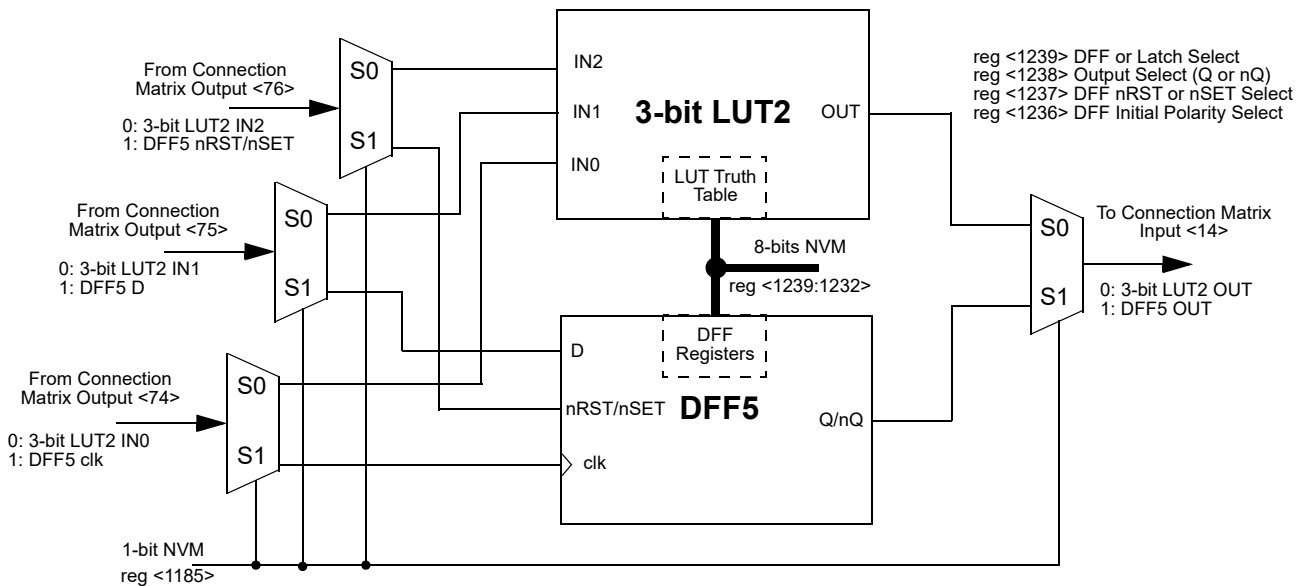 From Connection
Matrix Output <76>
0: 3-bit LUT2 IN2
1: DFF5 nRST/nSET
S0
S1
From Connection
Matrix Output <75>
0: 3-bit LUT2 IN1
1: DFF5 D
S0
S1
From Connection
Matrix Output <74>
0: 3-bit LUT2 IN0
1: DFF5 clk
S0
S1
1-bit NVM
reg <1185>
IN2
IN1
IN0
3-bit LUT2
OUT
LUT Truth
Table
8-bits NVM
reg <1239:1232>
DFF
Registers
D
nRST/nSET
DFF5
Q/nQ
clk
reg <1239> DFF or Latch Select
reg <1238> Output Select (Q or nQ)
reg <1237> DFF nRST or nSET Select
reg <1236> DFF Initial Polarity Select
S0
S1
To Connection Matrix
Input <14>
0: 3-bit LUT2 OUT
1: DFF5 OUT